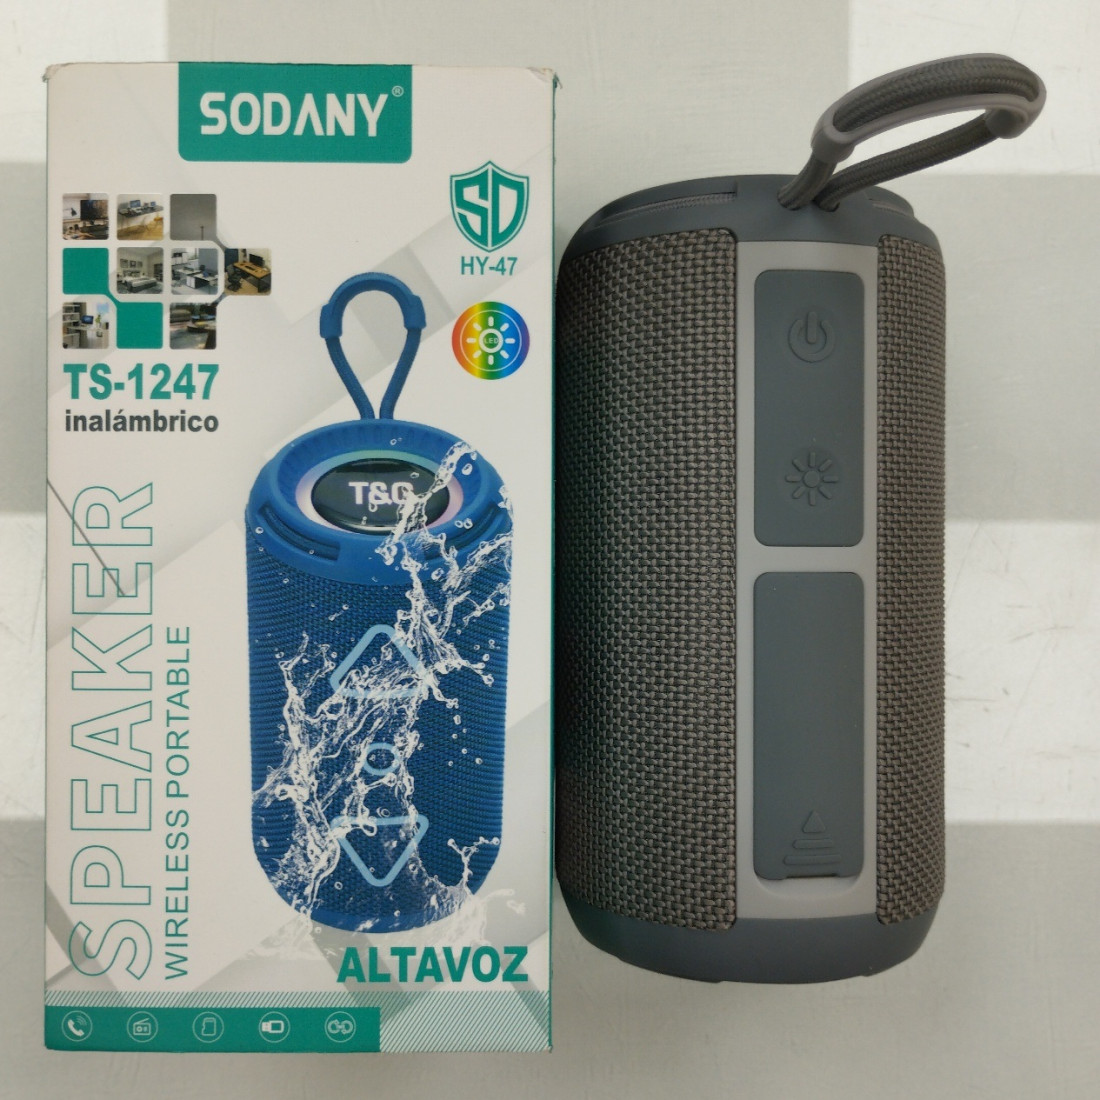 SODANY®
SD
HY-47
LED
TS-1247
inalámbrico
T&G
SPEAKER
WIRELESS PORTABLE
ALTAVOZ